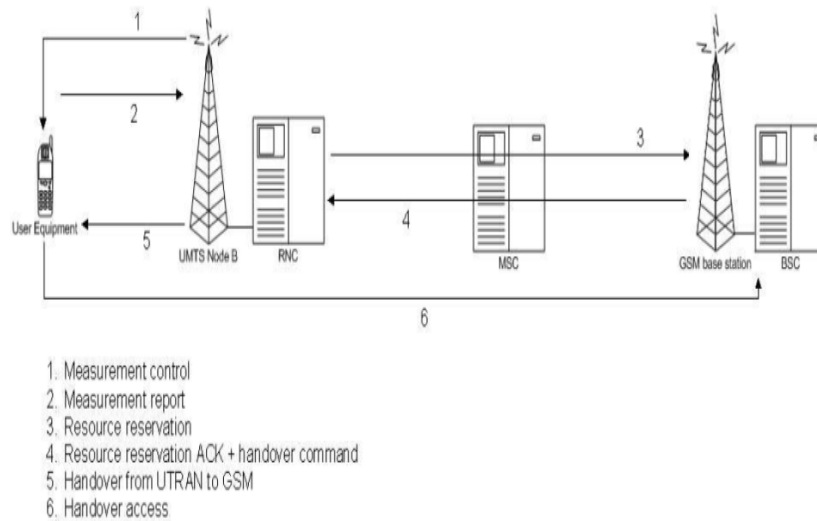 1
2
3
4
5
6
User Equipment
UMTS Node B
RNC
MSC
GSM base station
BSC
1. Measurement control
2. Measurement report
3. Resource reservation
4. Resource reservation ACK + handover command
5. Handover from UTRAN to GSM
6. Handover access